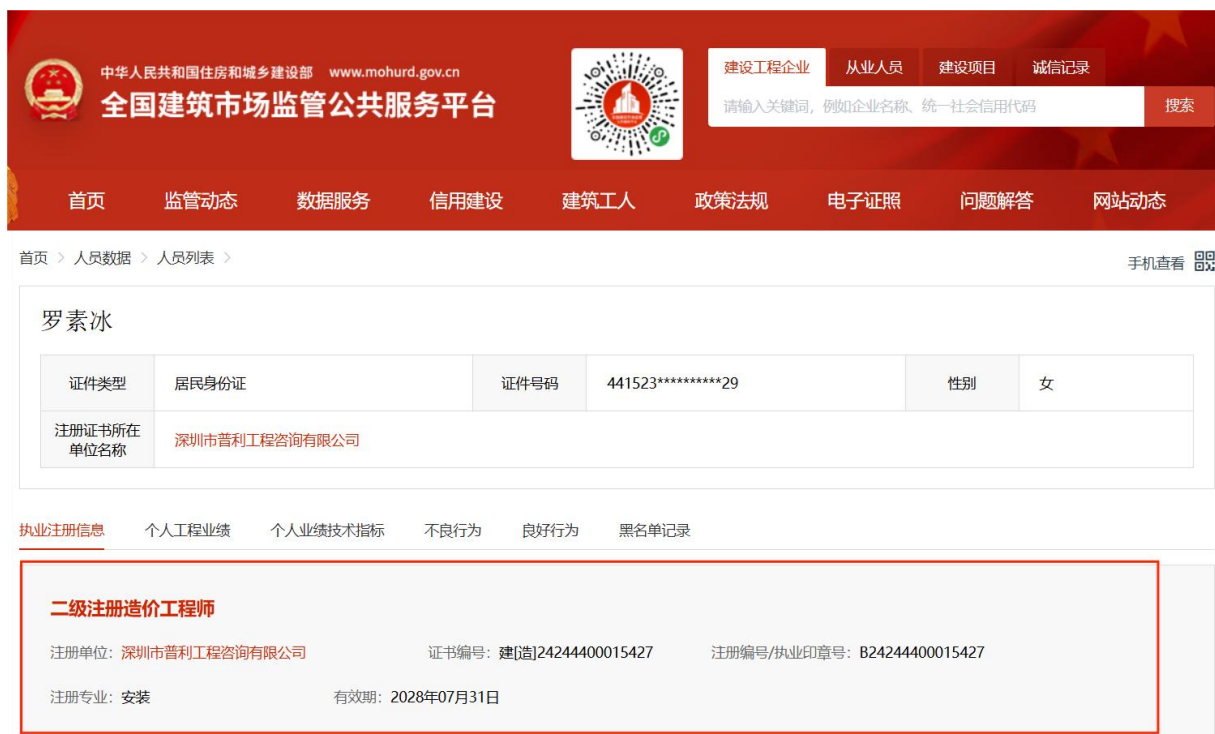 中华人民共和国住房和城乡建设部 www.mohurd.gov.cn
全国建筑市场监管公共服务平台
建设工程企业 从业人员 建设项目 诚信记录
请输入关键词，例如企业名称、统一社会信用代码 搜索
首页 监管动态 数据服务 信用建设 建筑工人 政策法规 电子证照 问题解答 网站动态
首页 > 人员数据 > 人员列表 >
手机查看
罗素冰
证件类型 居民身份证 证件号码 441523**********29 性别 女
注册证书所在
单位名称
深圳市普利工程咨询有限公司
执业注册信息 个人工程业绩 个人业绩技术指标 不良行为 良好行为 黑名单记录
二级注册造价工程师
注册单位：深圳市普利工程咨询有限公司 证书编号：建[造]24244400015427 注册编号/执业印章号：B24244400015427
注册专业：安装 有效期：2028年07月31日